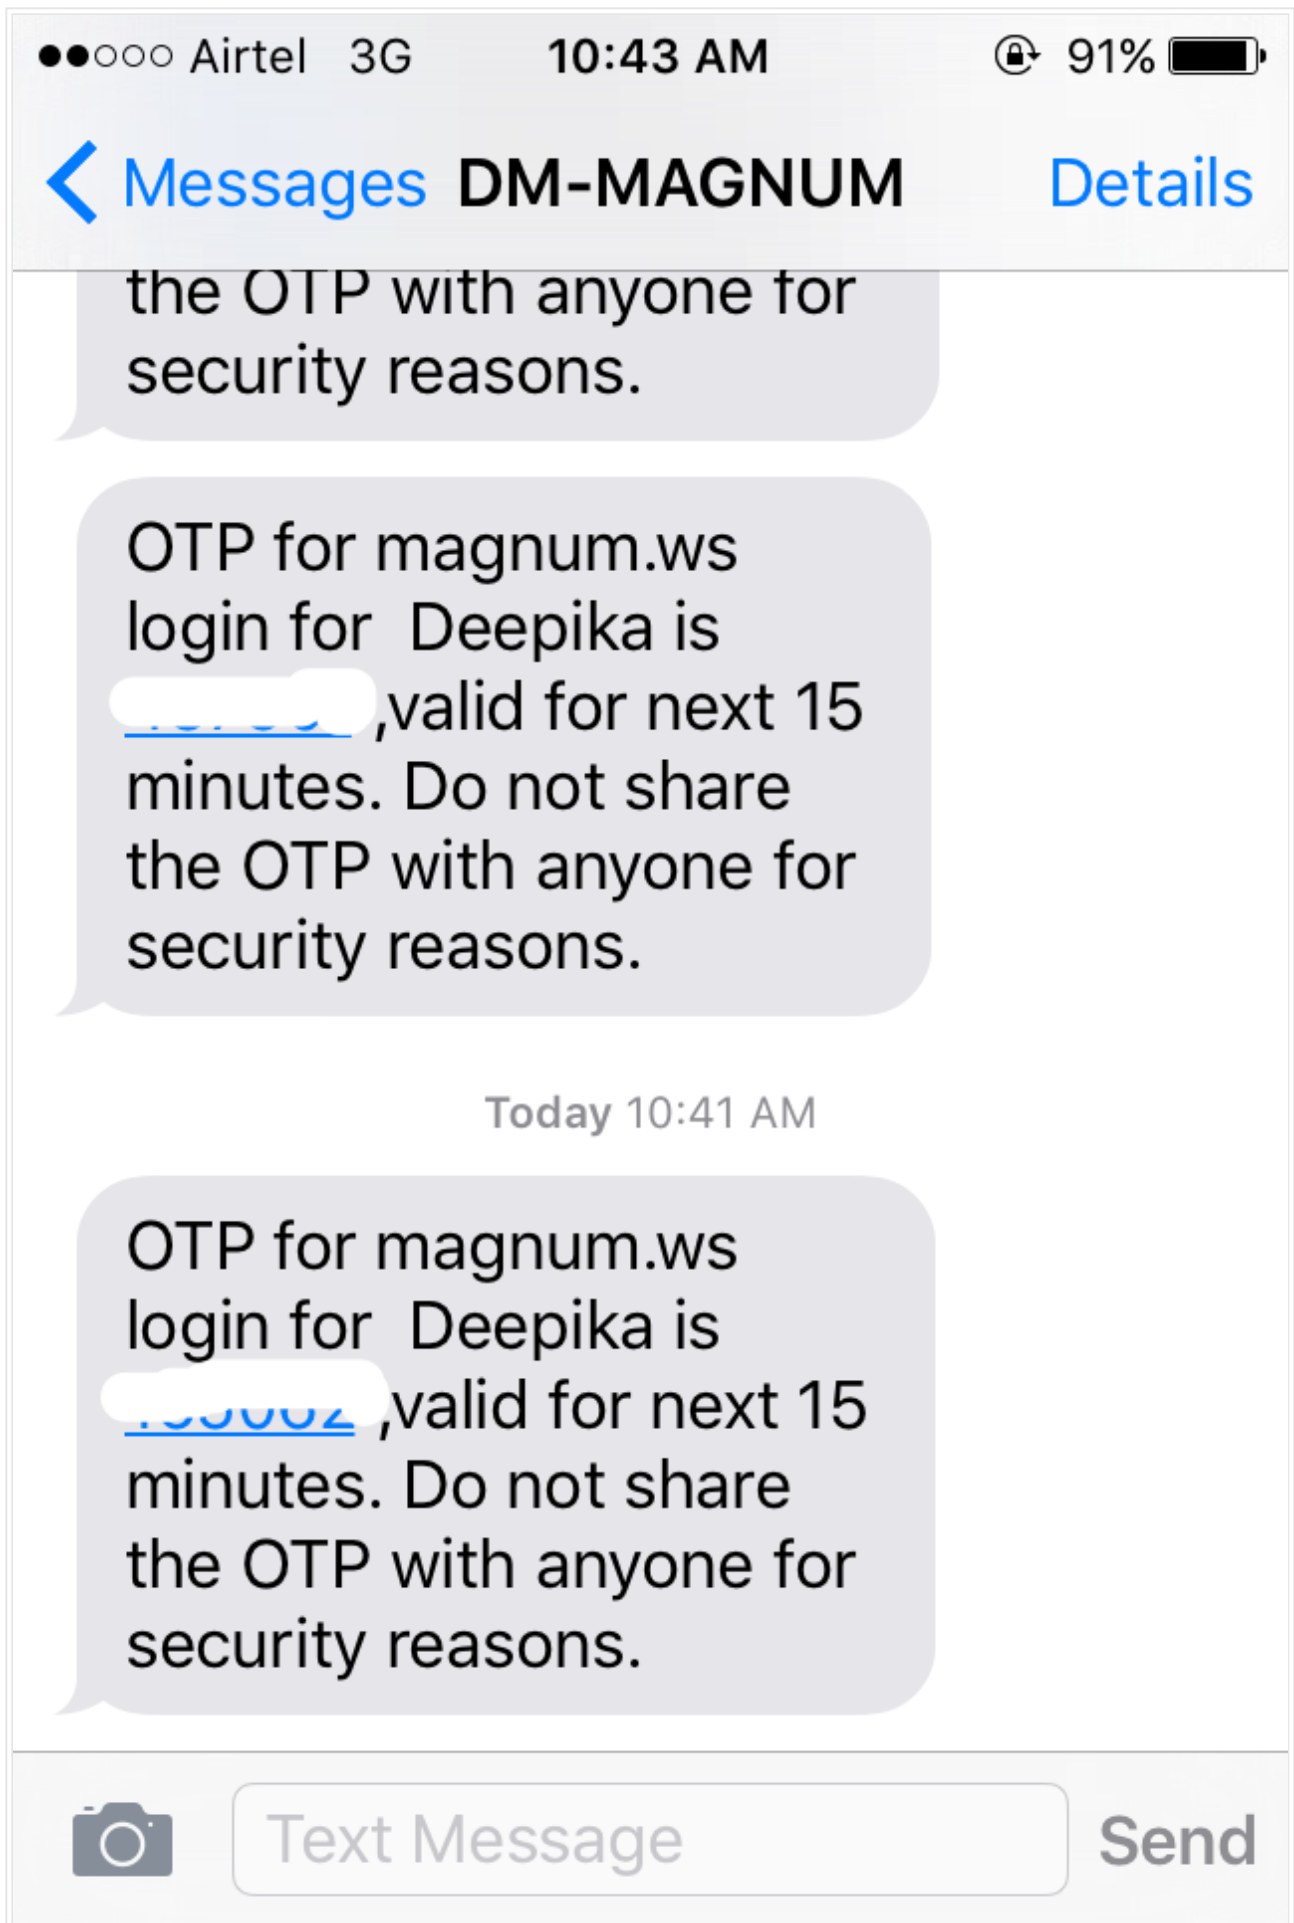 Airtel 3G 10:43 AM 91%
Messages DM-MAGNUM Details
the OTP with anyone for
security reasons.
OTP for magnum.ws
login for Deepika is
,valid for next 15
minutes. Do not share
the OTP with anyone for
security reasons.
Today 10:41 AM
OTP for magnum.ws
login for Deepika is
,valid for next 15
minutes. Do not share
the OTP with anyone for
security reasons.
Text Message Send